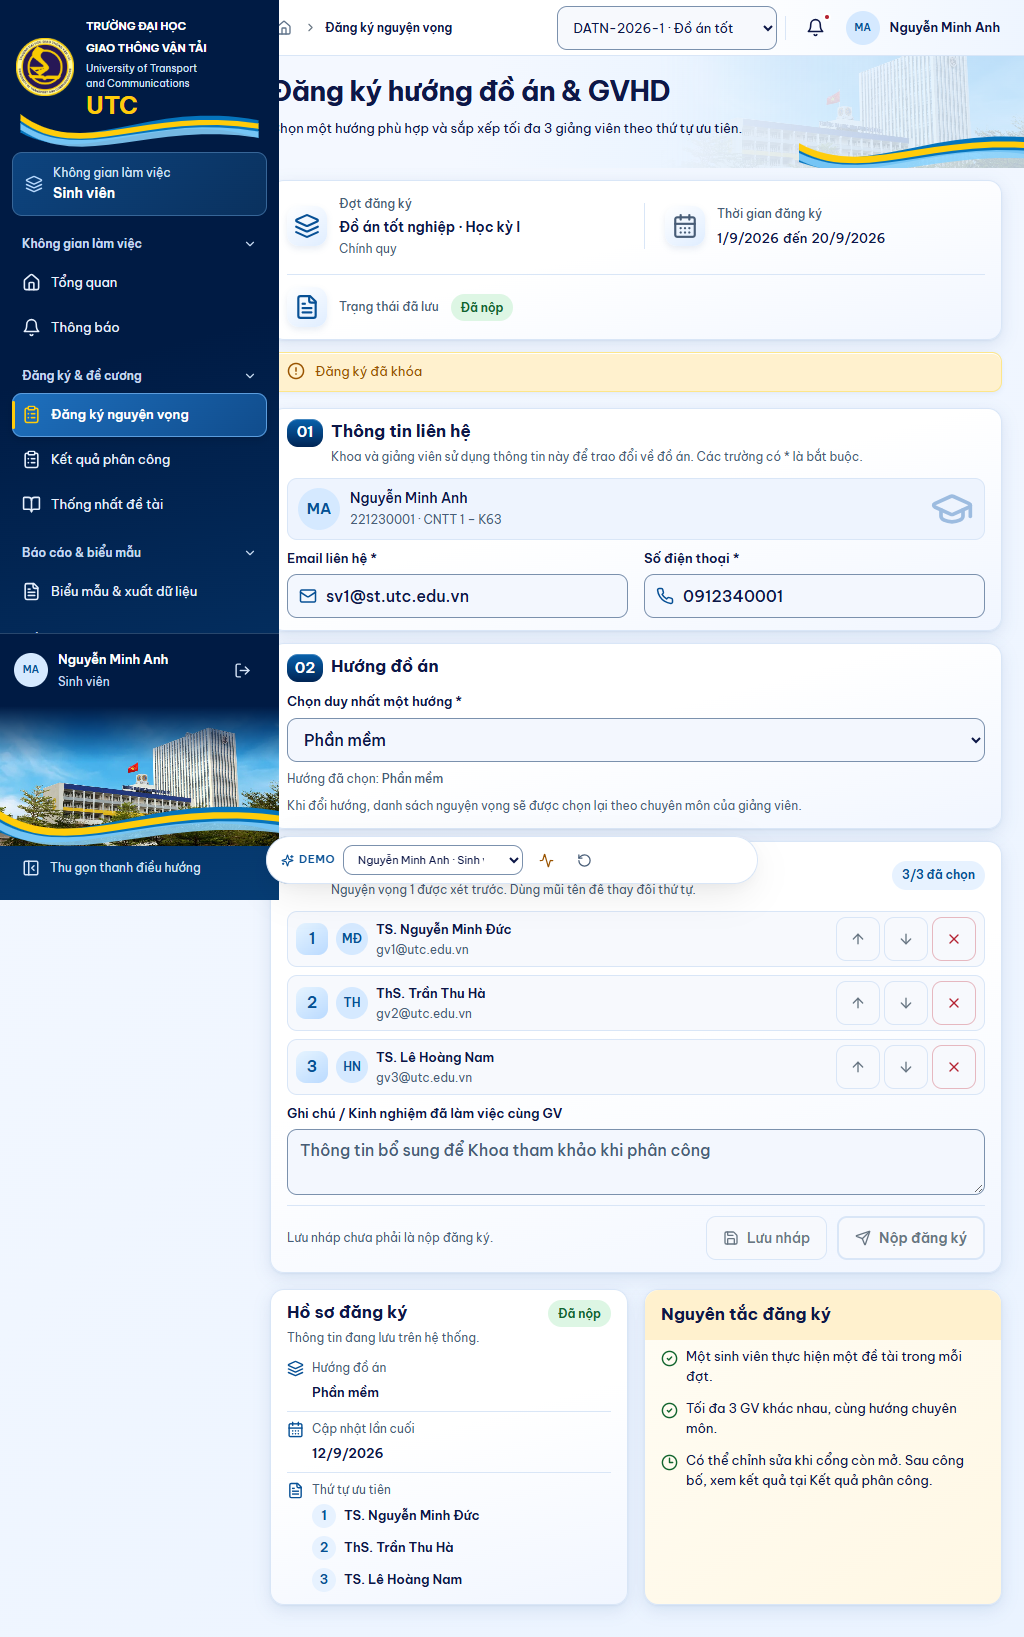 TRƯỜNG ĐẠI HỌC
GIAO THÔNG VẬN TẢI
University of Transport
and Communications
UTC
Không gian làm việc
Sinh viên
Không gian làm việc
Tổng quan
Thông báo
Đăng ký & đề cương
Đăng ký nguyện vọng
Kết quả phân công
Thống nhất đề tài
Báo cáo & biểu mẫu
Biểu mẫu & xuất dữ liệu
MA
Nguyễn Minh Anh
Sinh viên
Thu gọn thanh điều hướng
Đăng ký nguyện vọng
DATN-2026-1 · Đồ án tốt
MA
Nguyễn Minh Anh
Đăng ký hướng đồ án & GVHD
họn một hướng phù hợp và sắp xếp tối đa 3 giảng viên theo thứ tự ưu tiên.
Đợt đăng ký
Đồ án tốt nghiệp · Học kỳ I
Chính quy
Thời gian đăng ký
1/9/2026 đến 20/9/2026
Trạng thái đã lưu
Đã nộp
Đăng ký đã khóa
01
Thông tin liên hệ
Khoa và giảng viên sử dụng thông tin này để trao đổi về đồ án. Các trường có * là bắt buộc.
MA
Nguyễn Minh Anh
221230001 · CNTT 1 – K63
Email liên hệ *
sv1@st.utc.edu.vn
Số điện thoại *
0912340001
02
Hướng đồ án
Chọn duy nhất một hướng *
Phần mềm
Hướng đã chọn: Phần mềm
Khi đổi hướng, danh sách nguyện vọng sẽ được chọn lại theo chuyên môn của giảng viên.
DEMO
Nguyễn Minh Anh · Sinh
3/3 đã chọn
Nguyện vọng 1 được xét trước. Dùng mũi tên để thay đổi thứ tự.
1
MĐ
TS. Nguyễn Minh Đức
gv1@utc.edu.vn
2
TH
ThS. Trần Thu Hà
gv2@utc.edu.vn
3
HN
TS. Lê Hoàng Nam
gv3@utc.edu.vn
Ghi chú / Kinh nghiệm đã làm việc cùng GV
Thông tin bổ sung để Khoa tham khảo khi phân công
Lưu nháp chưa phải là nộp đăng ký.
Lưu nháp
Nộp đăng ký
Hồ sơ đăng ký
Đã nộp
Thông tin đang lưu trên hệ thống.
Hướng đồ án
Phần mềm
Cập nhật lần cuối
12/9/2026
Thứ tự ưu tiên
1
TS. Nguyễn Minh Đức
2
ThS. Trần Thu Hà
3
TS. Lê Hoàng Nam
Nguyên tắc đăng ký
Một sinh viên thực hiện một đề tài trong mỗi
đợt.
Tối đa 3 GV khác nhau, cùng hướng chuyên
môn.
Có thể chỉnh sửa khi cổng còn mở. Sau công
bố, xem kết quả tại Kết quả phân công.